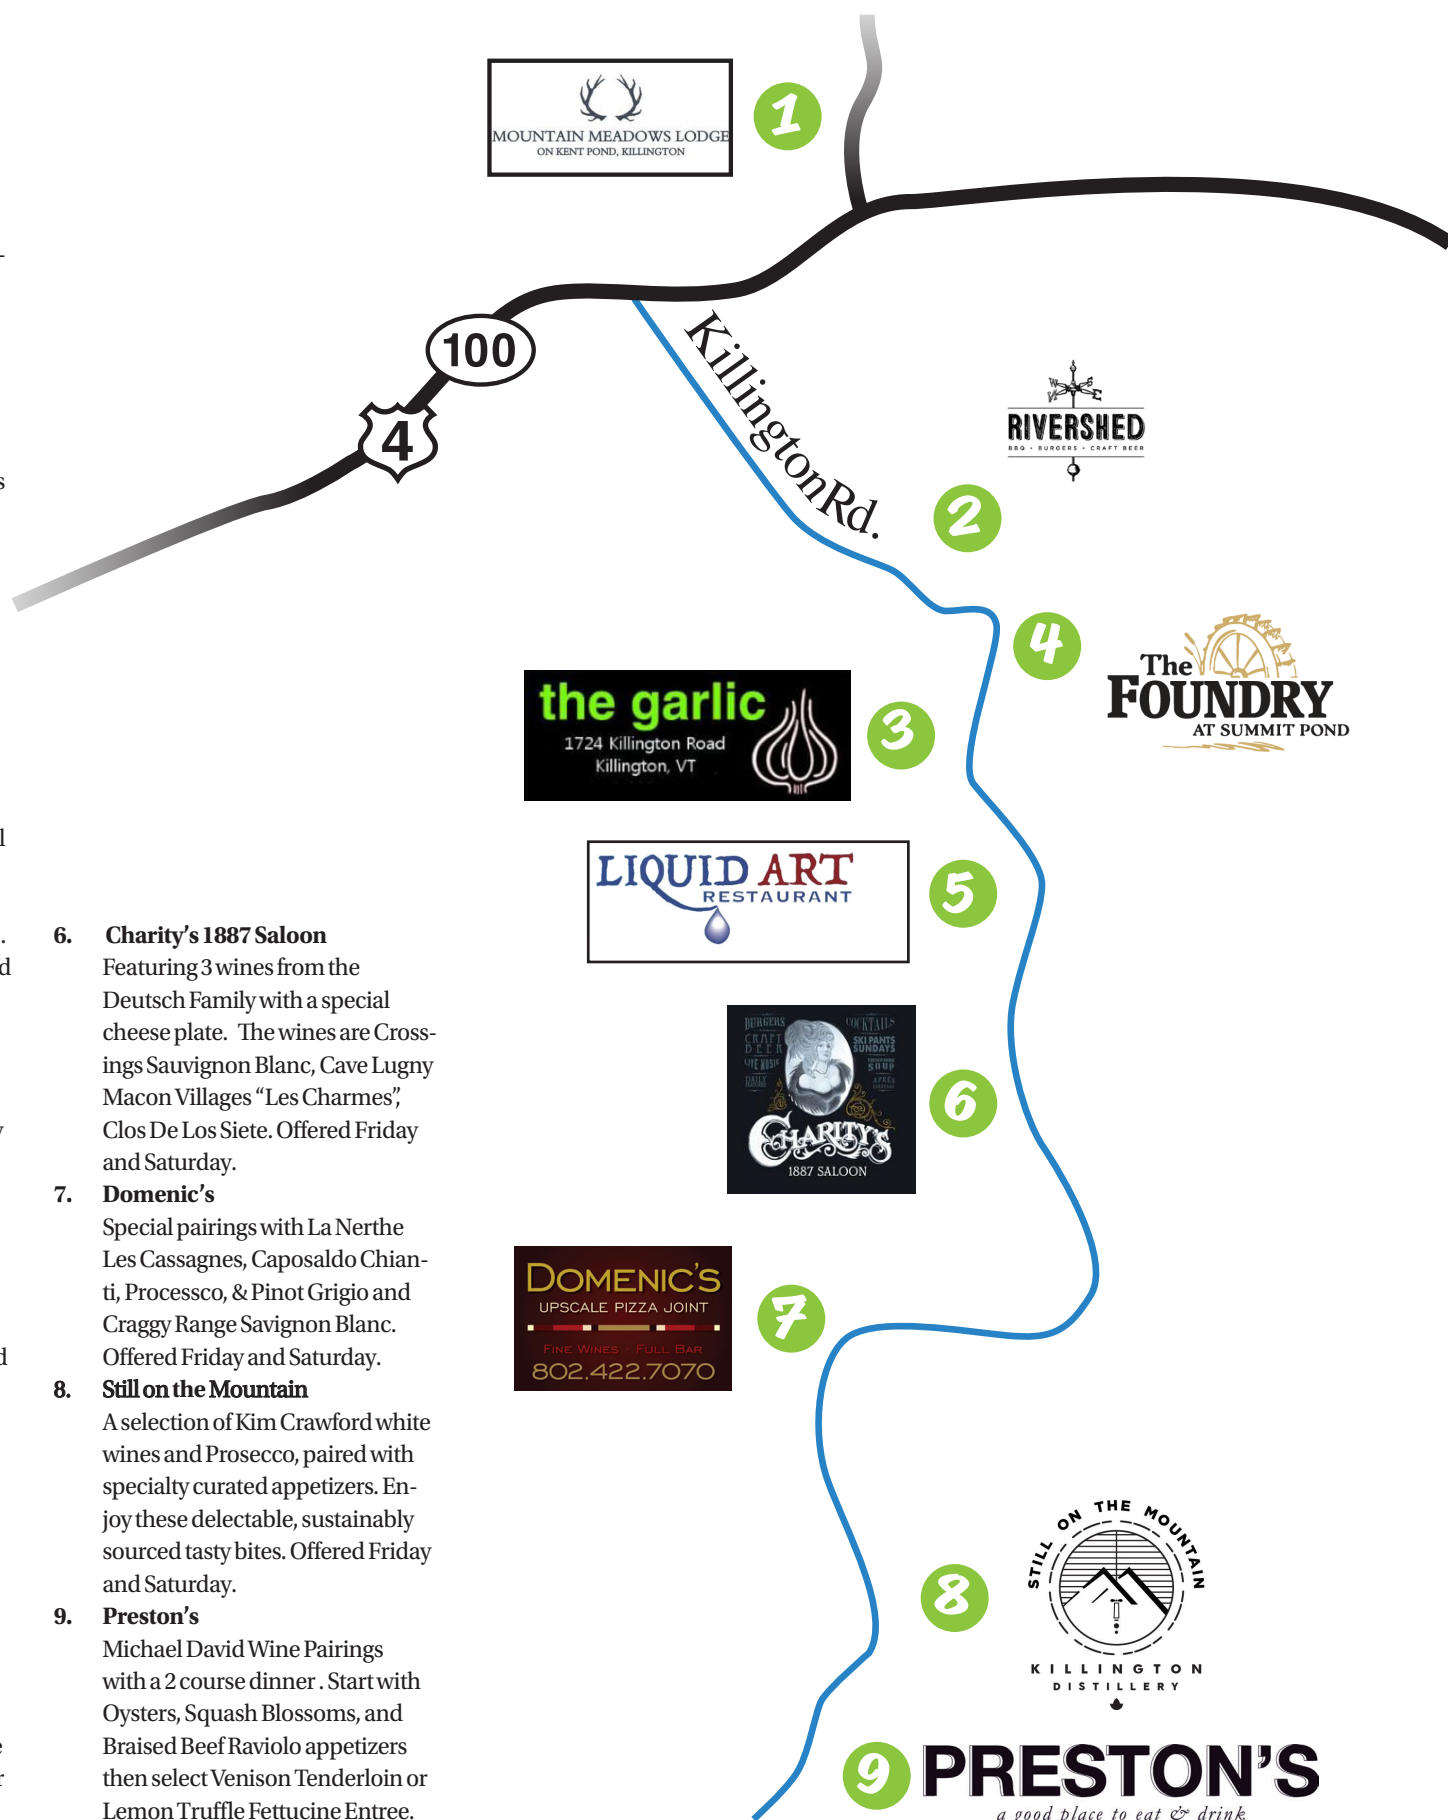 MOUNTAIN MEADOWS LODGE
ON KENT POND, KILLINGTON
1
100
4
Killington Rd.
RIVERSHED
BBQ • BURGERS • CRAFT BEER
2
4
The
FOUNDRY
AT SUMMIT POND
the garlic
1724 Killington Road
Killington, VT
3
LIQUID ART
RESTAURANT
5
BURGERS
CRAFT
BEER
LIVE MUSIC
COCKTAILS
SKI PANTS
SUNDAYS
SOUP
APRÈS
CHARITY'S
1887 SALOON
6
DOMENIC'S
UPSCALE PIZZA JOINT
FINE WINES • FULL BAR
802.422.7070
7
STILL ON THE MOUNTAIN
KILLINGTON
DISTILLERY
8
9
PRESTON'S
a good place to eat & drink
6. Charity's 1887 Saloon
Featuring 3 wines from the
Deutsch Family with a special
cheese plate. The wines are Cross-
ings Sauvignon Blanc, Cave Lugny
Macon Villages “Les Charmes”,
Clos De Los Siete. Offered Friday
and Saturday.
7. Domenic's
Special pairings with La Nerthe
Les Cassagnes, Caposaldo Chian-
ti, Processco, & Pinot Grigio and
Craggy Range Savignon Blanc.
Offered Friday and Saturday.
8. Still on the Mountain
A selection of Kim Crawford white
wines and Prosecco, paired with
specialty curated appetizers. En-
joy these delectable, sustainably
sourced tasty bites. Offered Friday
and Saturday.
9. Preston's
Michael David Wine Pairings
with a 2 course dinner . Start with
Oysters, Squash Blossoms, and
Braised Beef Raviolo appetizers
then select Venison Tenderloin or
Lemon Truffle Fettucine Entree.